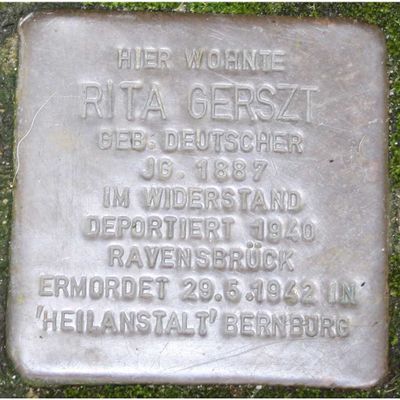 HIER WOHNTE
RITA GERSZT
GEB. DEUTSCHER
JG. 1887
IM WIDERSTAND
DEPORTIERT 1940
RAVENSBRÜCK
ERMORDET 29.5.1942 IN
'HEILANSTALT' BERNBURG